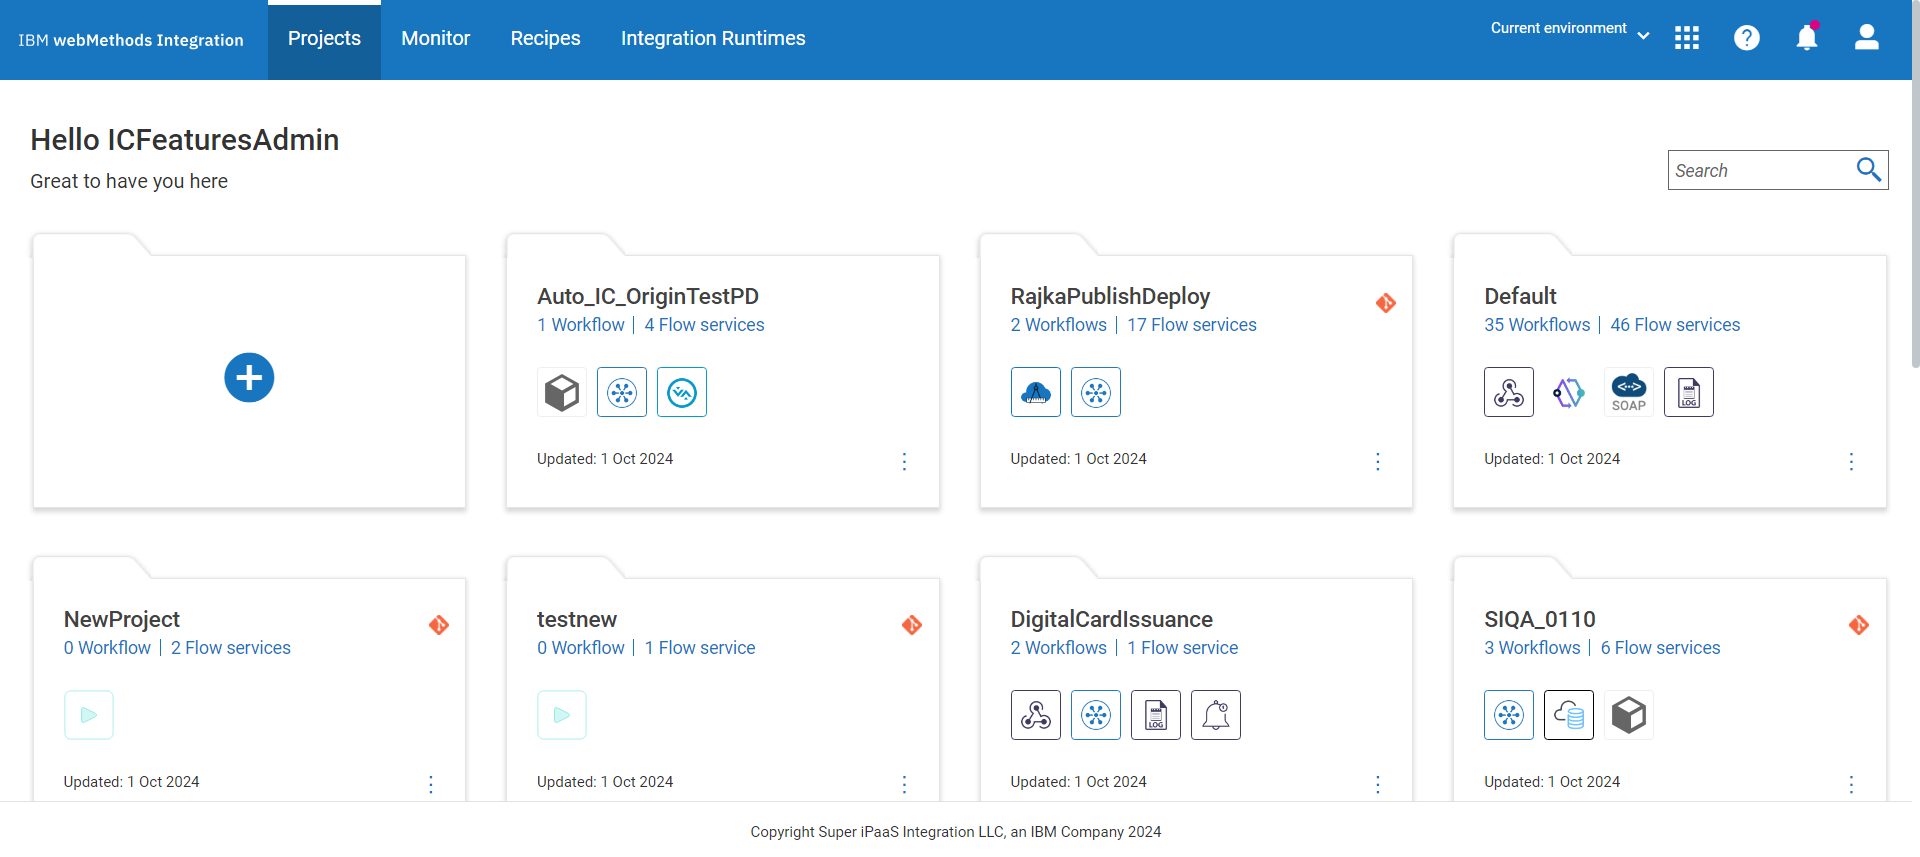 IBM webMethods Integration
Projects
Monitor
Recipes
Integration Runtimes
Current environment
Hello ICFeaturesAdmin
Great to have you here
Search
Auto_IC_OriginTestPD
1 Workflow | 4 Flow services
Updated: 1 Oct 2024
RajkaPublishDeploy
2 Workflows | 17 Flow services
Updated: 1 Oct 2024
Default
35 Workflows | 46 Flow services
SOAP
LOG
Updated: 1 Oct 2024
NewProject
0 Workflow | 2 Flow services
Updated: 1 Oct 2024
testnew
0 Workflow | 1 Flow service
Updated: 1 Oct 2024
DigitalCardIssuance
2 Workflows | 1 Flow service
LOG
Updated: 1 Oct 2024
SIQA_0110
3 Workflows | 6 Flow services
Updated: 1 Oct 2024
Copyright Super iPaaS Integration LLC, an IBM Company 2024